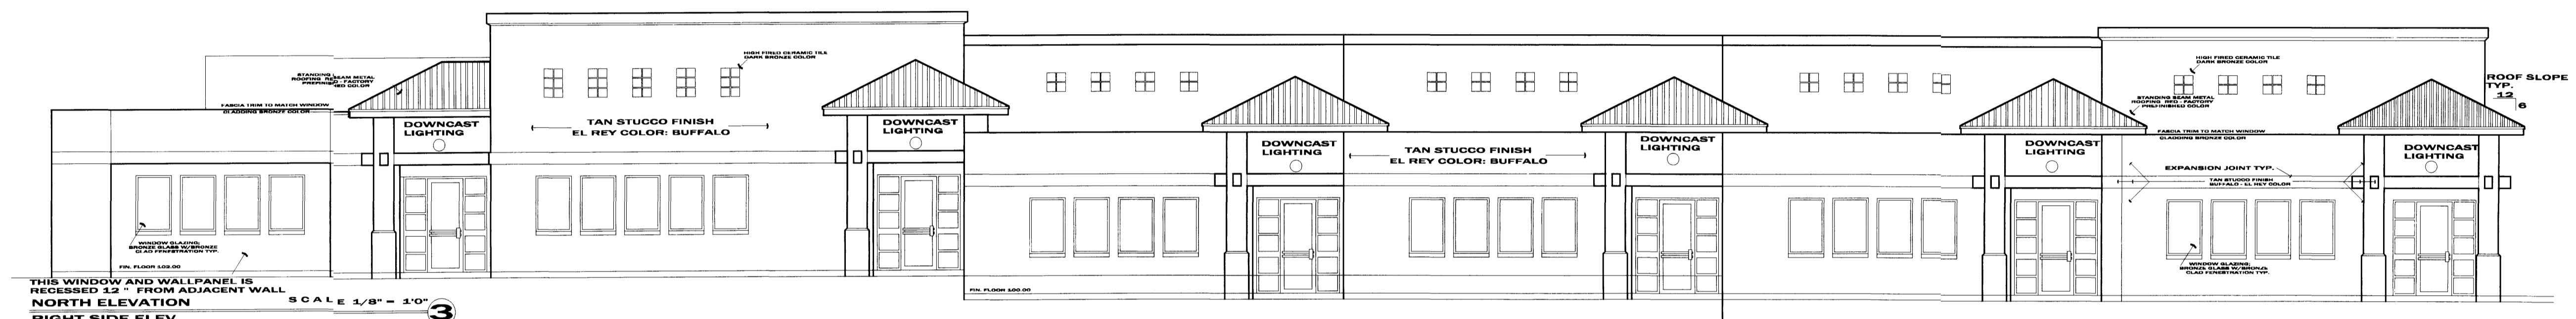 HIGH FIRED CERAMIC TILE
DARK BRONZE COLOR
STANDING SEAM METAL
ROOFING RED - FACTORY
PREFINISHED COLOR
FASCIA TRIM TO MATCH WINDOW
CLADDING BRONZE COLOR
DOWNCAST
LIGHTING
TAN STUCCO FINISH
EL REY COLOR: BUFFALO
DOWNCAST
LIGHTING
WINDOW GLAZING;
BRONZE GLASS W/BRONZE
CLAD FENESTRATION TYP.
FIN. FLOOR 102.00
THIS WINDOW AND WALLPANEL IS
RECESSED 12 " FROM ADJACENT WALL
NORTH ELEVATION
SCALE 1/8" = 1'0"
3
RIGHT SIDE ELEV
FIN. FLOOR 100.00
DOWNCAST
LIGHTING
TAN STUCCO FINISH
EL REY COLOR: BUFFALO
DOWNCAST
LIGHTING
HIGH FIRED CERAMIC TILE
DARK BRONZE COLOR
STANDING SEAM METAL
ROOFING RED - FACTORY
PREFINISHED COLOR
FASCIA TRIM TO MATCH WINDOW
CLADDING BRONZE COLOR
DOWNCAST
LIGHTING
EXPANSION JOINT TYP.
TAN STUCCO FINISH
BUFFALO - EL REY COLOR
WINDOW GLAZING;
BRONZE GLASS W/BRONZE
CLAD FENESTRATION TYP.
ROOF SLOPE
TYP.
12
6
DOWNCAST
LIGHTING